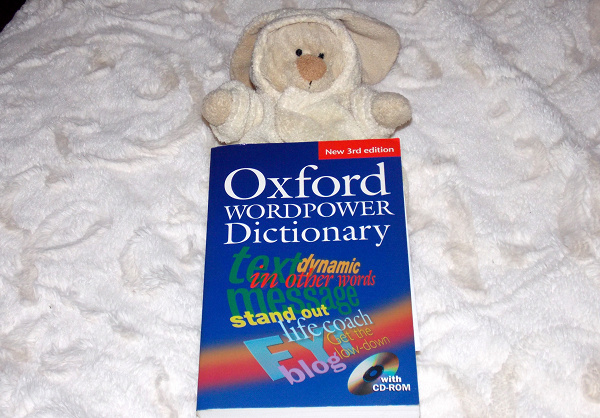 New 3rd edition
Oxford
WORDPOWER
Dictionary
text
dynamic
in other words
message
stand out
life coach
Get the
low-down
FYI
blog
with
CD-ROM